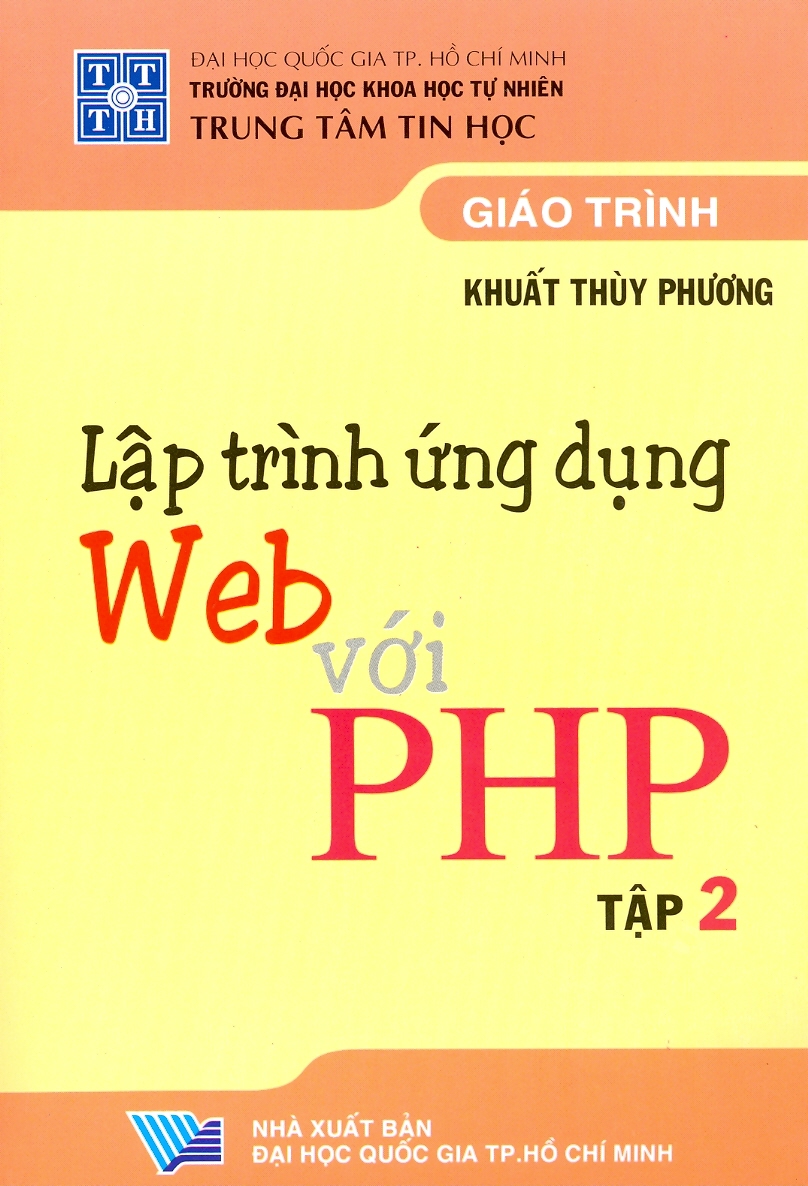 T T
T H
ĐẠI HỌC QUỐC GIA TP. HỒ CHÍ MINH
TRƯỜNG ĐẠI HỌC KHOA HỌC TỰ NHIÊN
TRUNG TÂM TIN HỌC
GIÁO TRÌNH
KHUẤT THÙY PHƯƠNG
Lập trình ứng dụng
Web
với
PHP
TẬP 2
NHÀ XUẤT BẢN
ĐẠI HỌC QUỐC GIA TP.HỒ CHÍ MINH